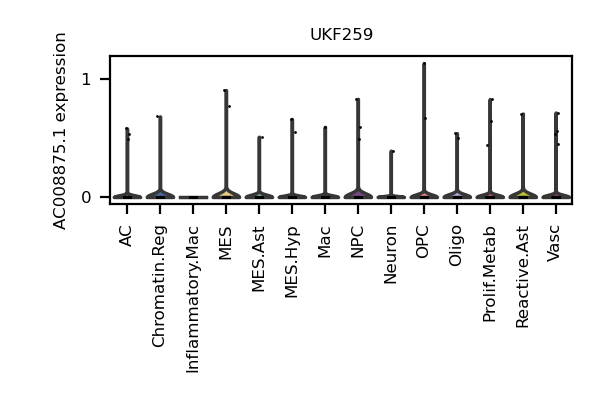 UKF259
AC008875.1 expression
1
0
AC
Chromatin.Reg
Inflammatory.Mac
MES
MES.Ast
MES.Hyp
Mac
NPC
Neuron
OPC
Oligo
Prolif.Metab
Reactive.Ast
Vasc